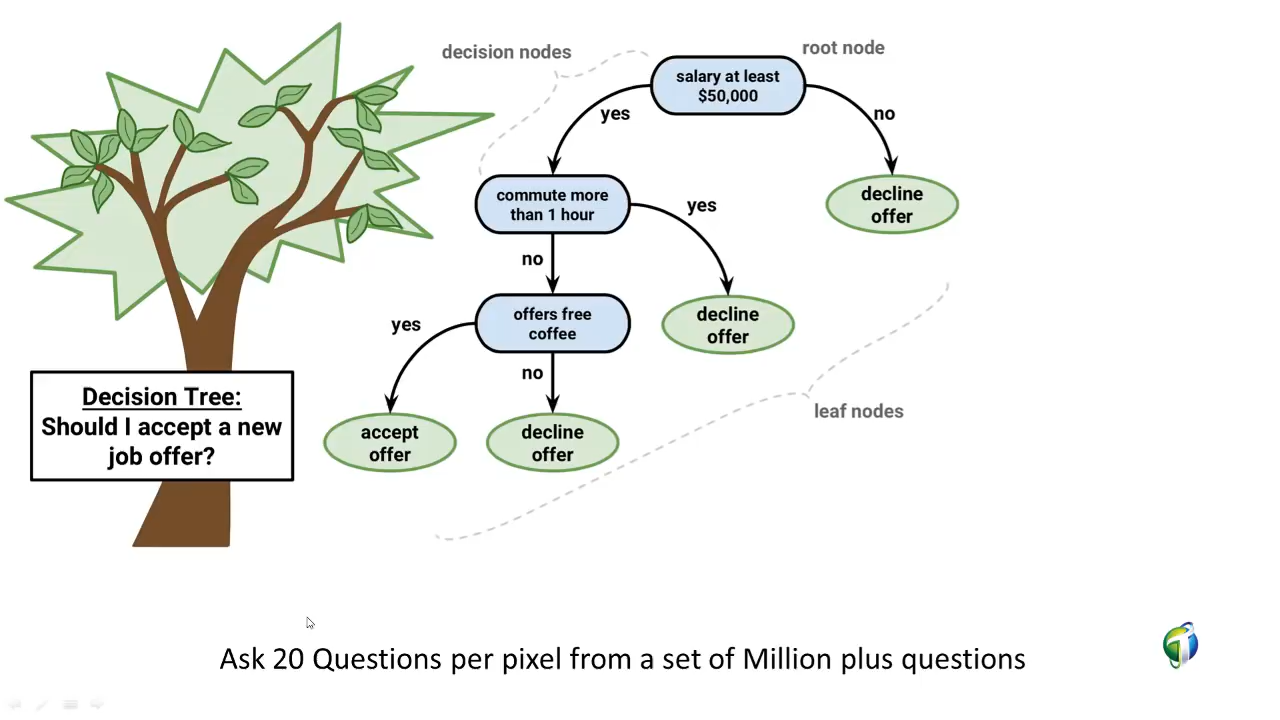 decision nodes
root node
salary at least
$50,000
yes
no
commute more
than 1 hour
yes
decline
offer
no
offers free
coffee
decline
offer
yes
no
leaf nodes
accept
offer
decline
offer
Decision Tree:
Should I accept a new
job offer?
Ask 20 Questions per pixel from a set of Million plus questions